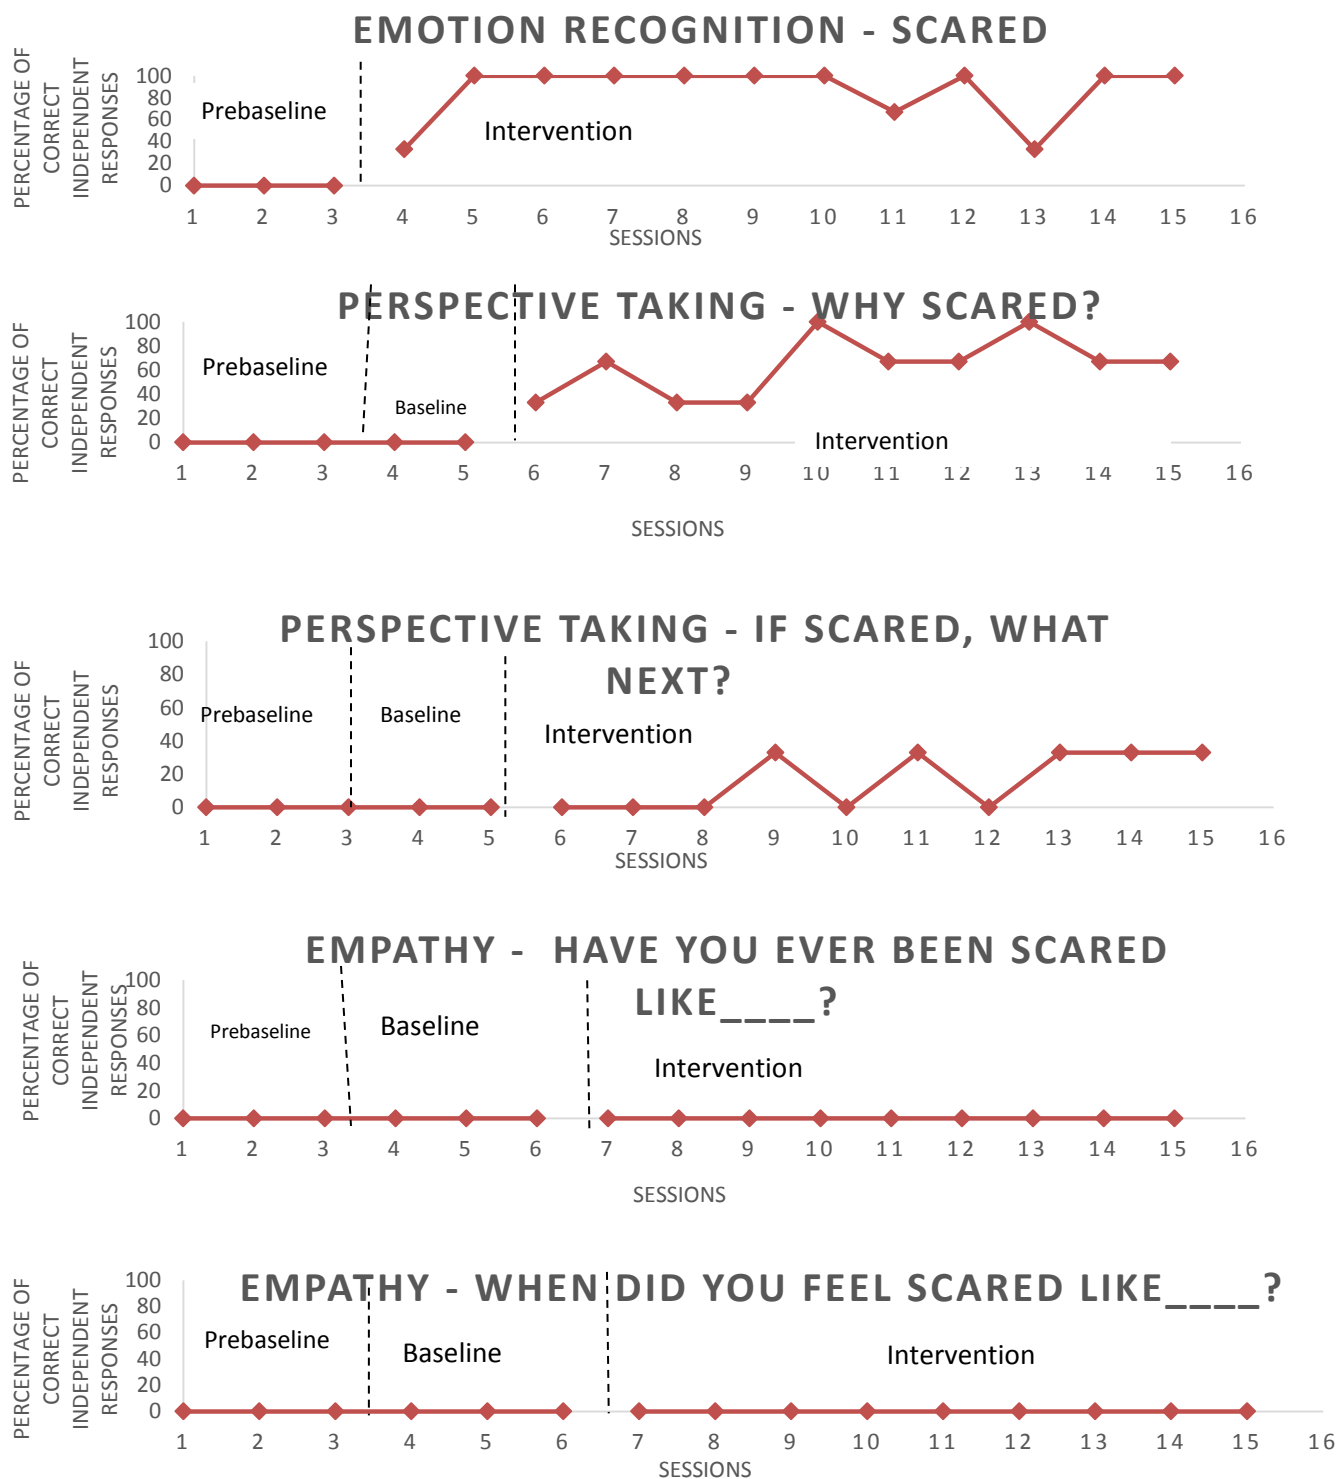 EMOTION RECOGNITION - SCARED
PERCENTAGE OF
CORRECT
INDEPENDENT
RESPONSES
100
80
60
40
20
0
Prebaseline
Intervention
1 2 3 4 5 6 7 8 9 10 11 12 13 14 15 16
SESSIONS
PERSPECTIVE TAKING - WHY SCARED?
PERCENTAGE OF
CORRECT
INDEPENDENT
RESPONSES
100
80
60
40
20
0
Prebaseline
Baseline
Intervention
1 2 3 4 5 6 7 8 9 10 11 12 13 14 15 16
SESSIONS
PERSPECTIVE TAKING - IF SCARED, WHAT
NEXT?
PERCENTAGE OF
CORRECT
INDEPENDENT
RESPONSES
100
80
60
40
20
0
Prebaseline
Baseline
Intervention
1 2 3 4 5 6 7 8 9 10 11 12 13 14 15 16
SESSIONS
EMPATHY - HAVE YOU EVER BEEN SCARED
LIKE____?
PERCENTAGE OF
CORRECT
INDEPENDENT
RESPONSES
100
80
60
40
20
0
Prebaseline
Baseline
Intervention
1 2 3 4 5 6 7 8 9 10 11 12 13 14 15 16
SESSIONS
EMPATHY - WHEN DID YOU FEEL SCARED LIKE____?
PERCENTAGE OF
CORRECT
INDEPENDENT
RESPONSES
100
80
60
40
20
0
Prebaseline
Baseline
Intervention
1 2 3 4 5 6 7 8 9 10 11 12 13 14 15 16
SESSIONS